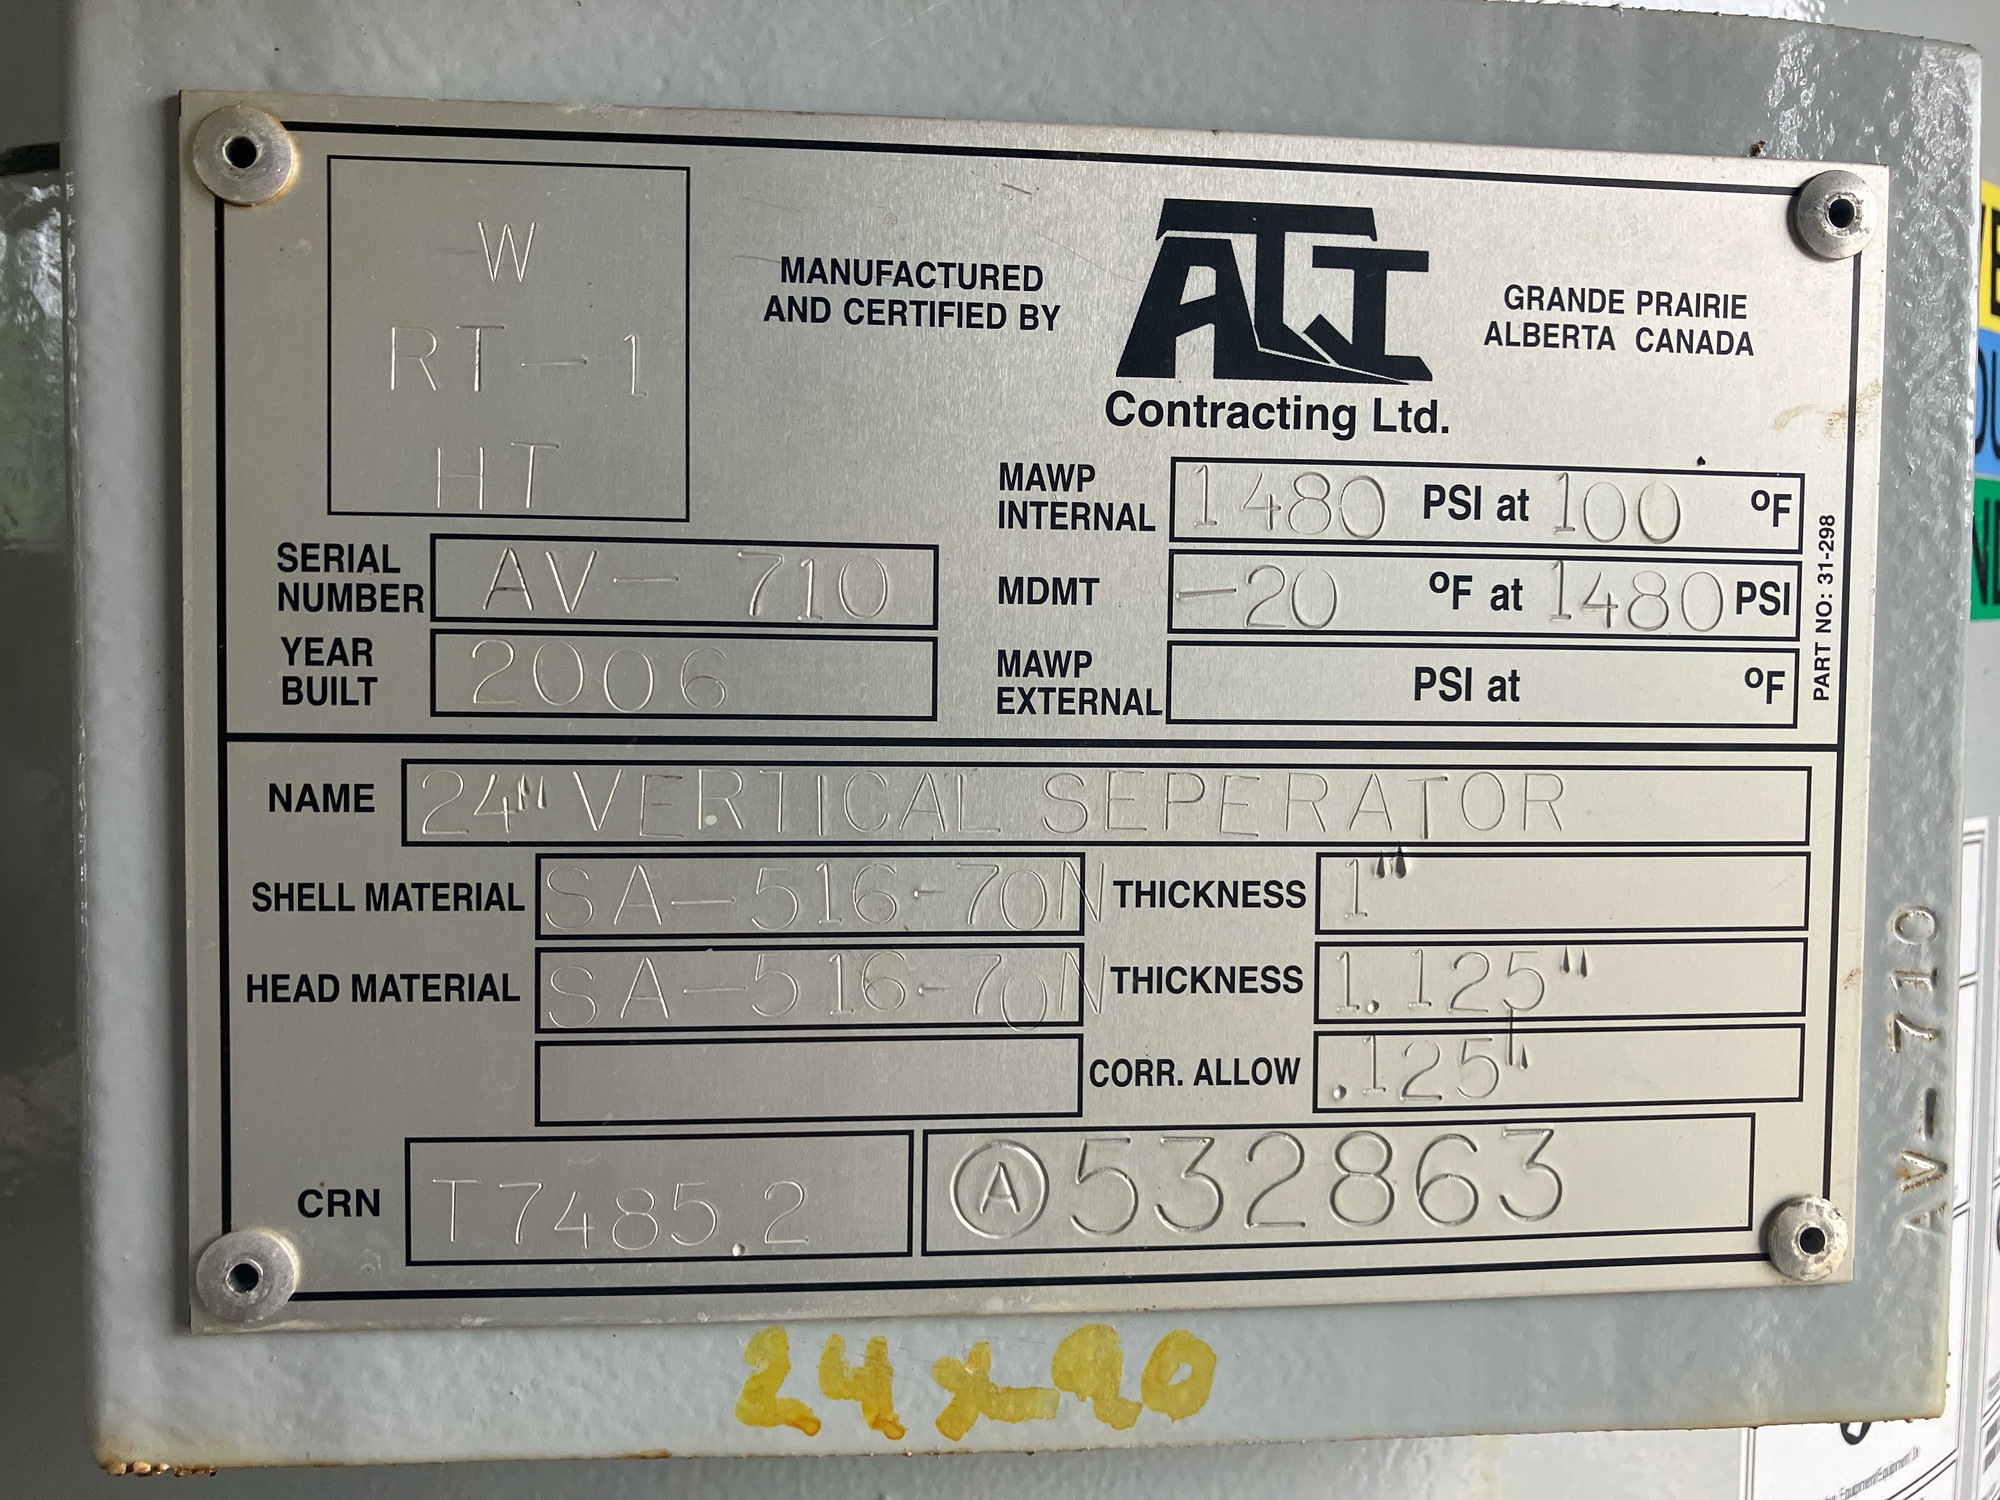 W
RT-1
HT
MANUFACTURED
AND CERTIFIED BY
ATJ
Contracting Ltd.
GRANDE PRAIRIE
ALBERTA CANADA
MAWP INTERNAL 1480 PSI at 100 °F
SERIAL NUMBER AV-710
MDMT -20 °F at 1480 PSI
YEAR BUILT 2006
MAWP EXTERNAL PSI at °F
PART NO: 31-298
NAME 24" VERTICAL SEPERATOR
SHELL MATERIAL SA-516-70N THICKNESS 1"
HEAD MATERIAL SA-516-70N THICKNESS 1.125"
CORR. ALLOW .125"
CRN T7485.2 Ⓐ532863
AV-710
24x90